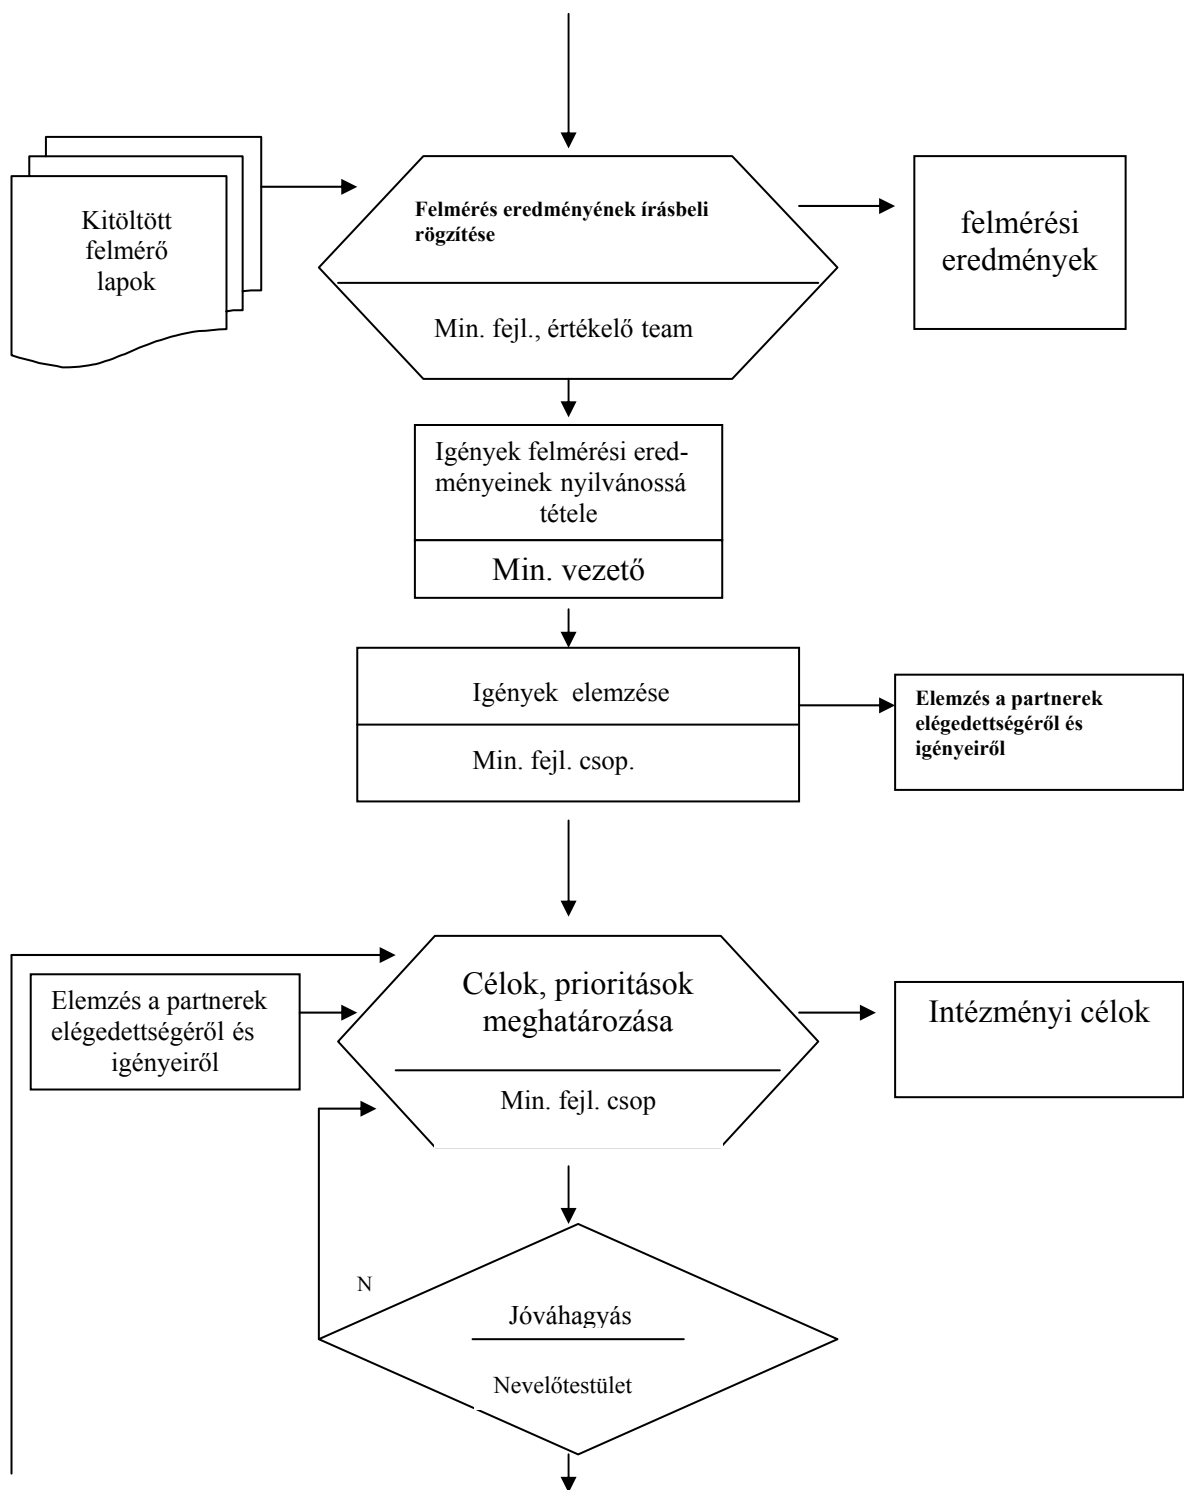 Kitöltött
felmérő
lapok
Felmérés eredményének írásbeli
rögzítése
Min. fejl., értékelő team
felmérési
eredmények
Igények felmérési ered-
ményeinek nyilvánossá
tétele
Min. vezető
Igények elemzése
Min. fejl. csop.
Elemzés a partnerek
elégedettségéről és
igényeiről
Elemzés a partnerek
elégedettségéről és
igényeiről
Célok, prioritások
meghatározása
Min. fejl. csop
Intézményi célok
N
Jóváhagyás
Nevelőtestület